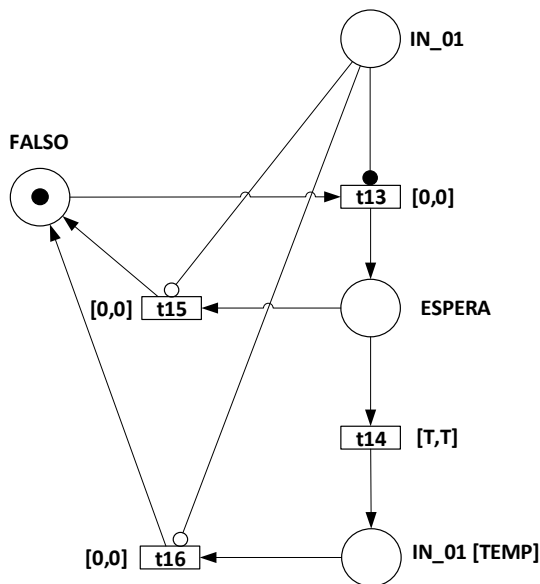 IN_01
FALSO
t13 [0,0]
[0,0] t15
ESPERA
t14 [T,T]
[0,0] t16
IN_01 [TEMP]